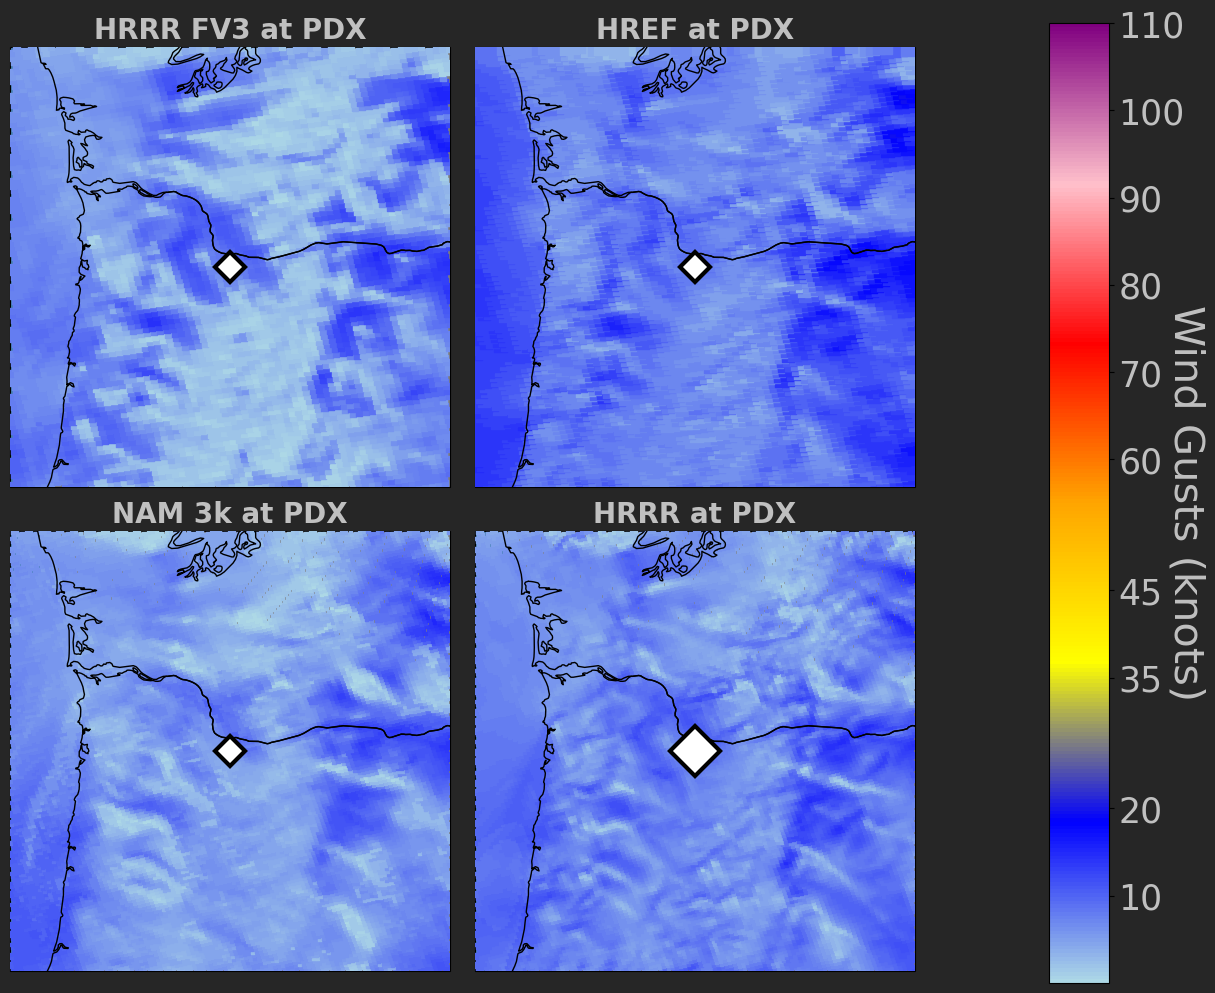 HRRR FV3 at PDX
HREF at PDX
NAM 3k at PDX
HRRR at PDX
110
100
90
80
70
60
45
35
20
10
Wind Gusts (knots)